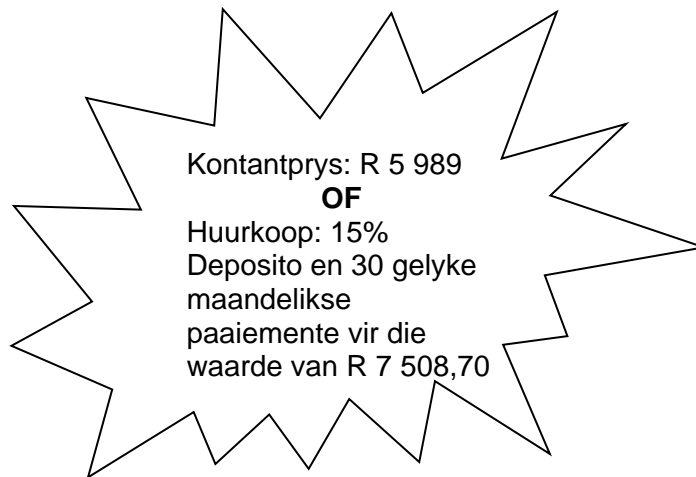 Kontantprys: R 5 989
OF
Huurkoop: 15%
Deposito en 30 gelyke
maandelikse
paaiemente vir die
waarde van R 7 508,70